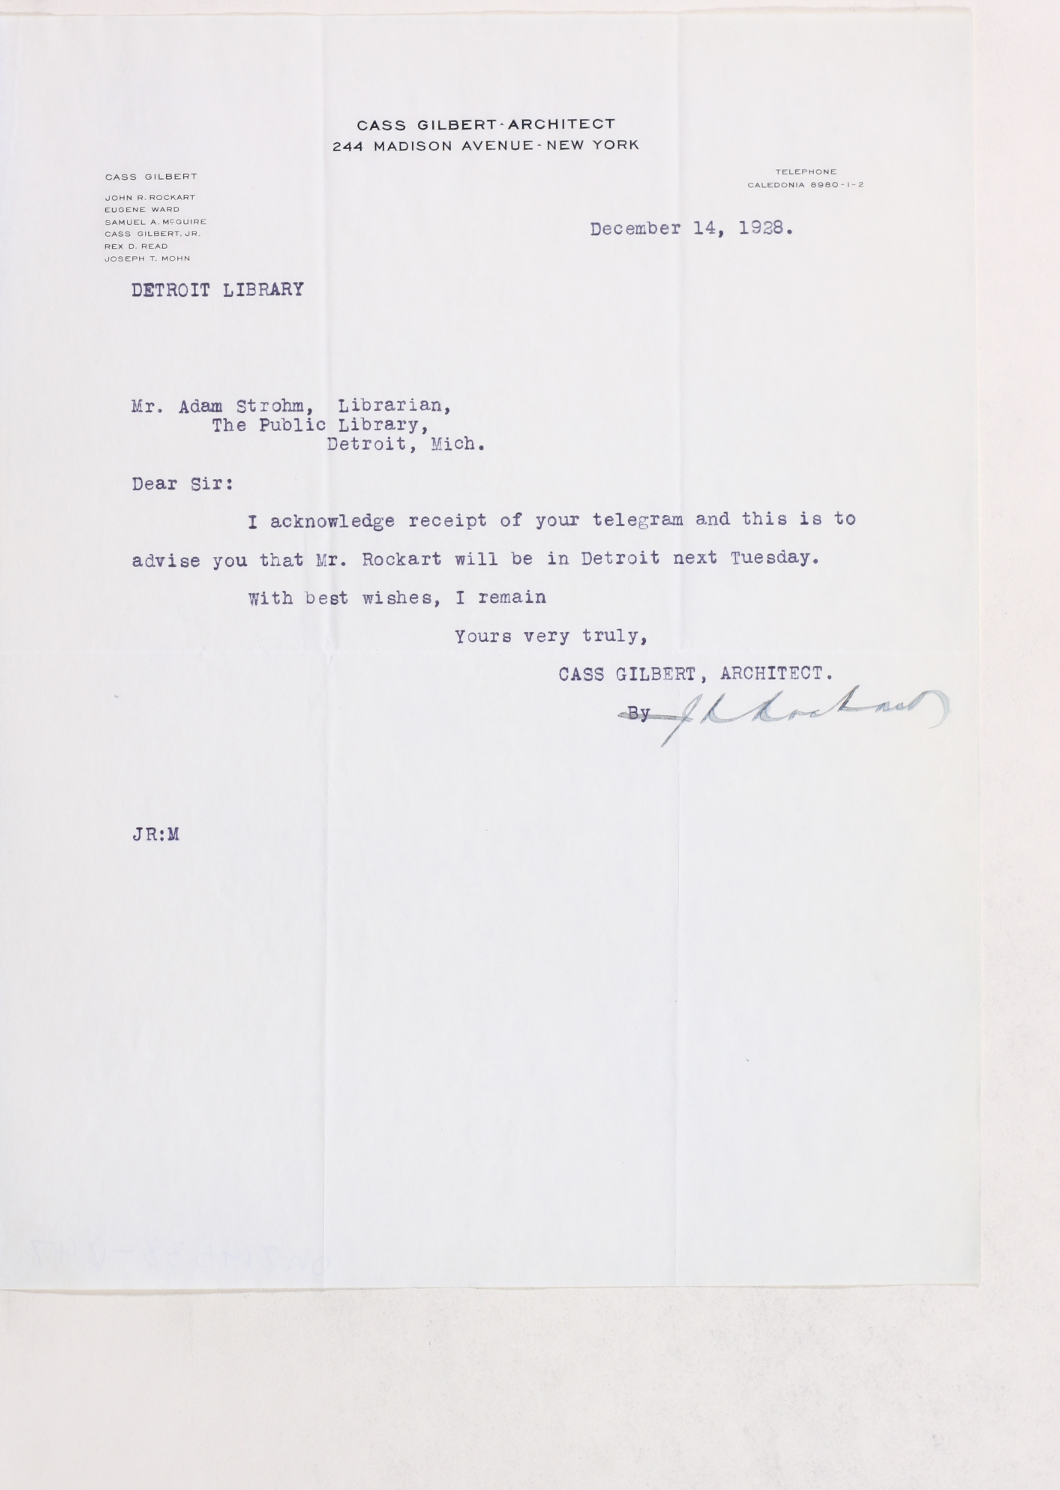 CASS GILBERT-ARCHITECT
244 MADISON AVENUE-NEW YORK
CASS GILBERT
JOHN R. ROCKART
EUGENE WARD
SAMUEL A. McGUIRE
CASS GILBERT, JR.
REX D. READ
JOSEPH T. MOHN
TELEPHONE
CALEDONIA 8980-1-2
December 14, 1928.
DETROIT LIBRARY
Mr. Adam Strohm, Librarian,
The Public Library,
Detroit, Mich.
Dear Sir:
I acknowledge receipt of your telegram and this is to
advise you that Mr. Rockart will be in Detroit next Tuesday.
With best wishes, I remain
Yours very truly,
CASS GILBERT, ARCHITECT.
By J R Rockart
JR:M